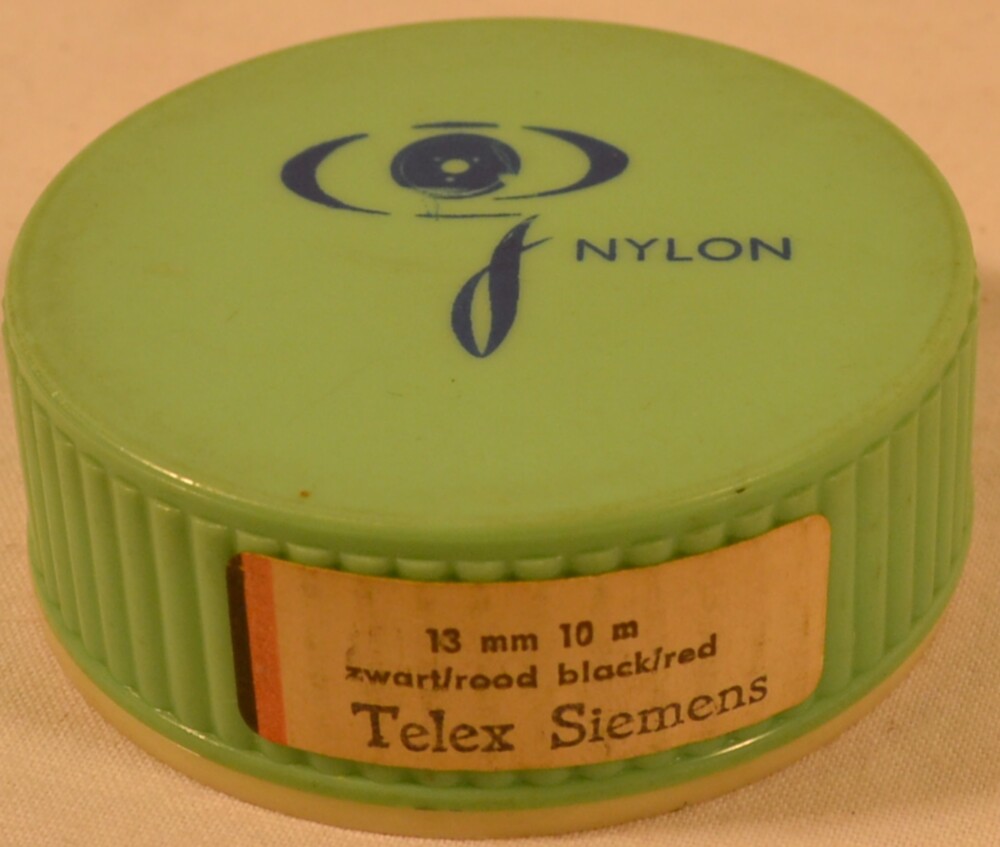 NYLON
13 mm 10 m
zwart/rood black/red
Telex Siemens